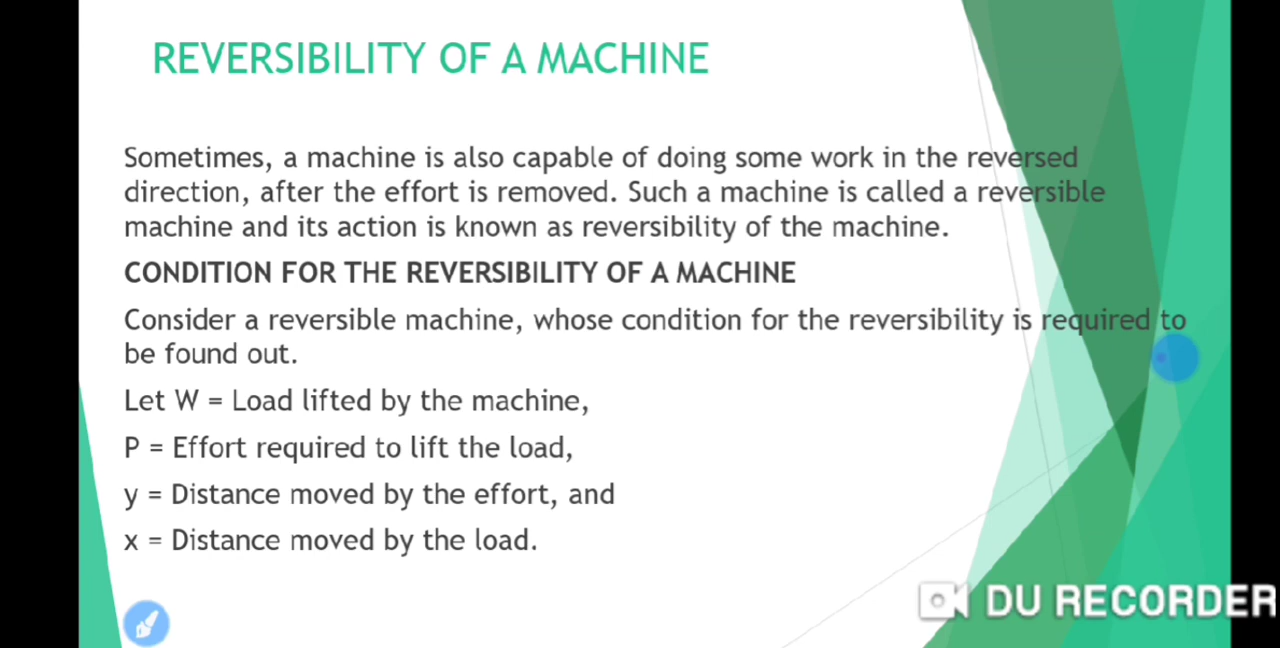 REVERSIBILITY OF A MACHINE
Sometimes, a machine is also capable of doing some work in the reversed
direction, after the effort is removed. Such a machine is called a reversible
machine and its action is known as reversibility of the machine.
CONDITION FOR THE REVERSIBILITY OF A MACHINE
Consider a reversible machine, whose condition for the reversibility is required to
be found out.
Let W = Load lifted by the machine,
P = Effort required to lift the load,
y = Distance moved by the effort, and
x = Distance moved by the load.
DU RECORDER